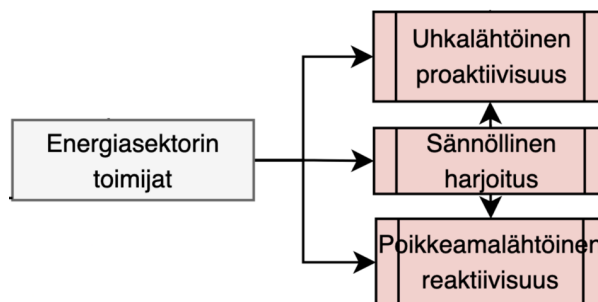 Energiasektorin
toimijat
Uhkalähtöinen
proaktiivisuus
Sännöllinen
harjoitus
Poikkeamalähtöinen
reaktiivisuus